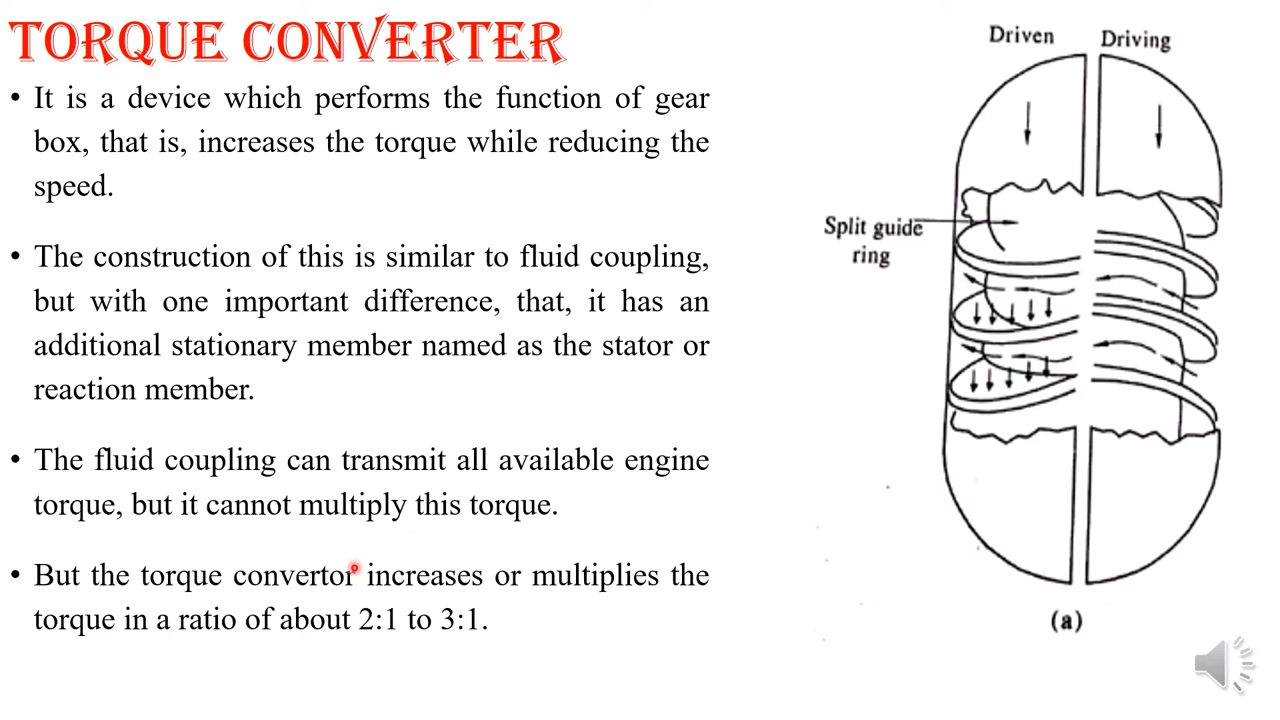 TORQUE CONVERTER
• It is a device which performs the function of gear
box, that is, increases the torque while reducing the
speed.
• The construction of this is similar to fluid coupling,
but with one important difference, that, it has an
additional stationary member named as the stator or
reaction member.
• The fluid coupling can transmit all available engine
torque, but it cannot multiply this torque.
• But the torque convertor increases or multiplies the
torque in a ratio of about 2:1 to 3:1.
Driven Driving
Split guide
ring
(a)